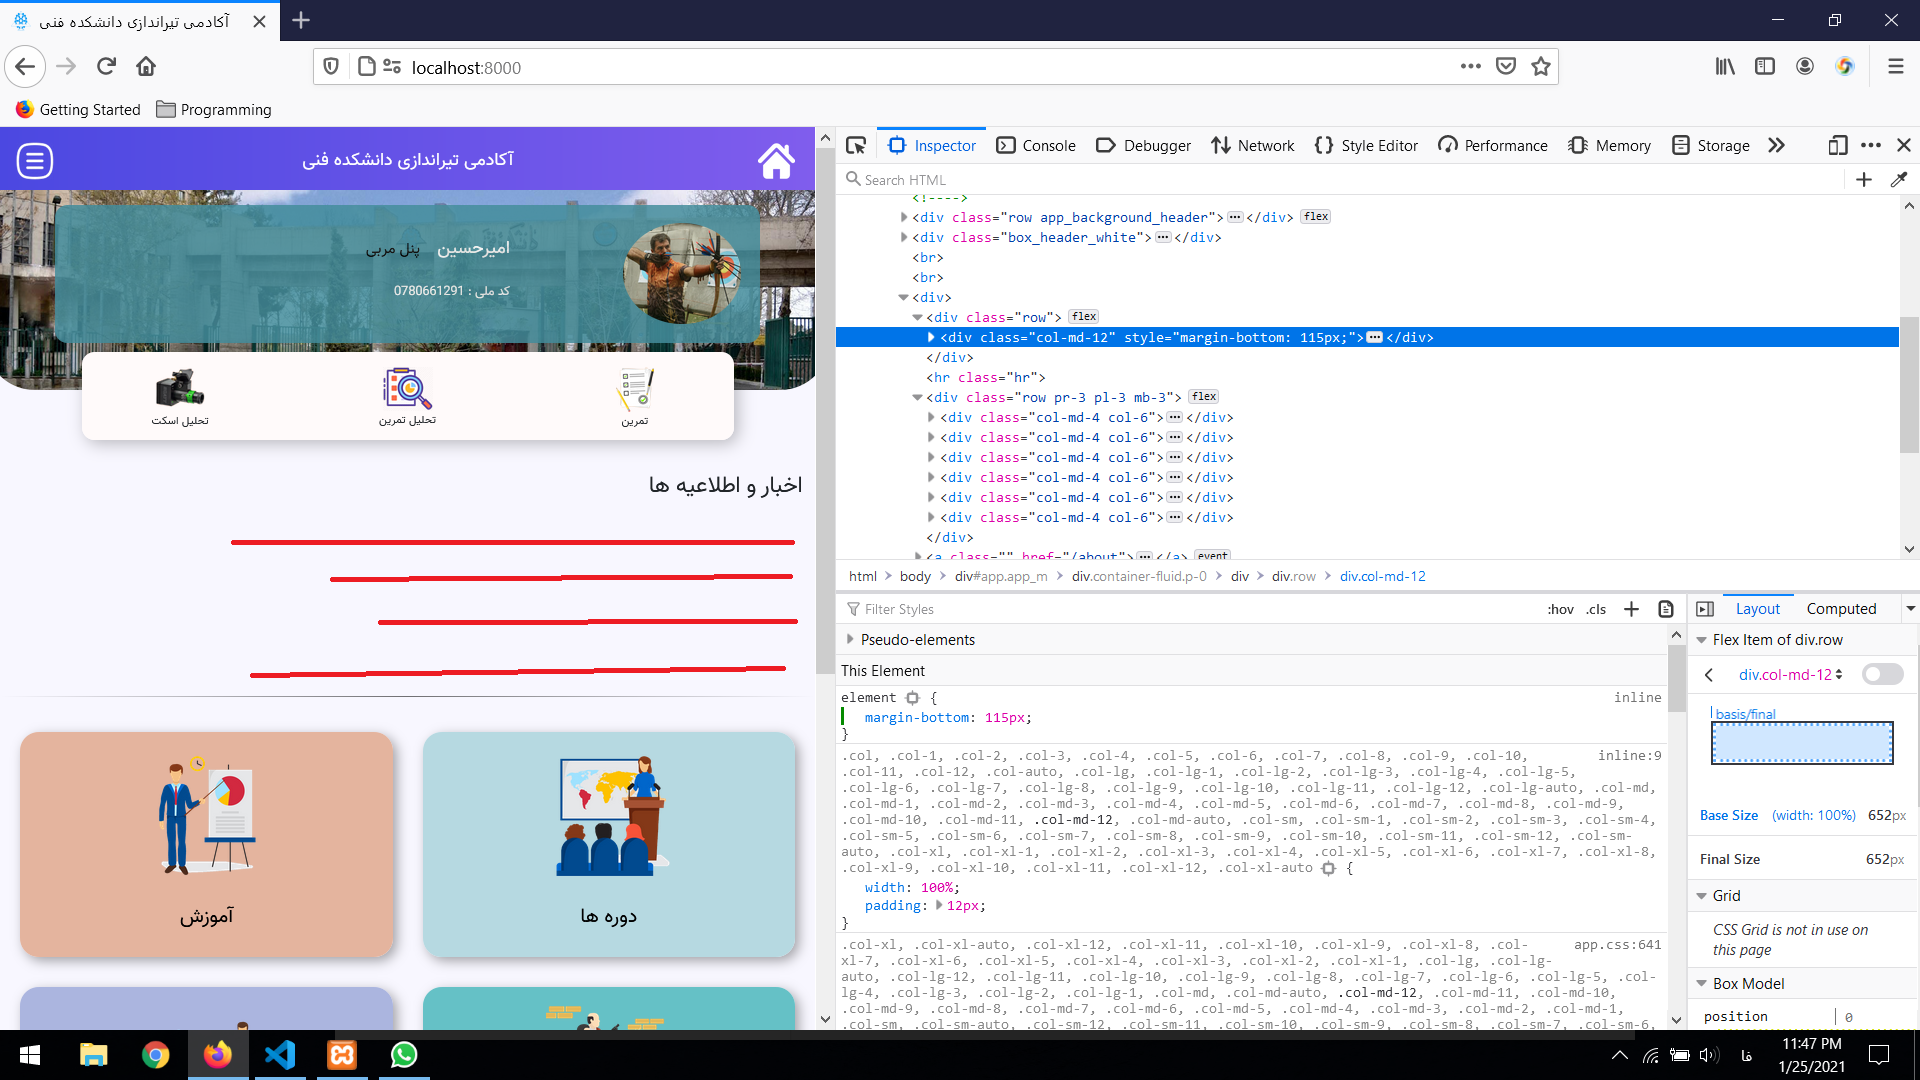 آکادمی تیراندازی دانشکده فنی
localhost:8000
Getting Started
Programming
آکادمی تیراندازی دانشکده فنی
امیرحسین پنل مربی
کد ملی : 0780661291
تمرین
تحلیل تمرین
تحلیل اسکت
اخبار و اطلاعیه ها
دوره ها
آموزش
Inspector
Console
Debugger
Network
Style Editor
Performance
Memory
Storage
Search HTML
<!---->
<div class="row app_background_header"></div> flex
<div class="box_header_white"></div>
<br>
<br>
<div>
<div class="row"> flex
<div class="col-md-12" style="margin-bottom: 115px;"></div>
</div>
<hr class="hr">
<div class="row pr-3 pl-3 mb-3"> flex
<div class="col-md-4 col-6"></div>
<div class="col-md-4 col-6"></div>
<div class="col-md-4 col-6"></div>
<div class="col-md-4 col-6"></div>
<div class="col-md-4 col-6"></div>
<div class="col-md-4 col-6"></div>
</div>
<a class="" href="/about"></a> event
html > body > div#app.app_m > div.container-fluid.p-0 > div > div.row > div.col-md-12
Filter Styles
:hov .cls
Pseudo-elements
This Element
element { inline
margin-bottom: 115px;
}
.col, .col-1, .col-2, .col-3, .col-4, .col-5, .col-6, .col-7, .col-8, .col-9, .col-10, inline:9
.col-11, .col-12, .col-auto, .col-lg, .col-lg-1, .col-lg-2, .col-lg-3, .col-lg-4, .col-lg-5,
.col-lg-6, .col-lg-7, .col-lg-8, .col-lg-9, .col-lg-10, .col-lg-11, .col-lg-12, .col-lg-auto, .col-md,
.col-md-1, .col-md-2, .col-md-3, .col-md-4, .col-md-5, .col-md-6, .col-md-7, .col-md-8, .col-md-9,
.col-md-10, .col-md-11, .col-md-12, .col-md-auto, .col-sm, .col-sm-1, .col-sm-2, .col-sm-3, .col-sm-4,
.col-sm-5, .col-sm-6, .col-sm-7, .col-sm-8, .col-sm-9, .col-sm-10, .col-sm-11, .col-sm-12, .col-sm-
auto, .col-xl, .col-xl-1, .col-xl-2, .col-xl-3, .col-xl-4, .col-xl-5, .col-xl-6, .col-xl-7, .col-xl-8,
.col-xl-9, .col-xl-10, .col-xl-11, .col-xl-12, .col-xl-auto {
width: 100%;
padding: 12px;
}
.col-xl, .col-xl-auto, .col-xl-12, .col-xl-11, .col-xl-10, .col-xl-9, .col-xl-8, .col- app.css:641
xl-7, .col-xl-6, .col-xl-5, .col-xl-4, .col-xl-3, .col-xl-2, .col-xl-1, .col-lg, .col-lg-
auto, .col-lg-12, .col-lg-11, .col-lg-10, .col-lg-9, .col-lg-8, .col-lg-7, .col-lg-6, .col-lg-5, .col-
lg-4, .col-lg-3, .col-lg-2, .col-lg-1, .col-md, .col-md-auto, .col-md-12, .col-md-11, .col-md-10,
.col-md-9, .col-md-8, .col-md-7, .col-md-6, .col-md-5, .col-md-4, .col-md-3, .col-md-2, .col-md-1,
.col-sm, .col-sm-auto, .col-sm-12, .col-sm-11, .col-sm-10, .col-sm-9, .col-sm-8, .col-sm-7, .col-sm-6,
Layout
Computed
Flex Item of div.row
div.col-md-12
basis/final
Base Size (width: 100%) 652px
Final Size 652px
Grid
CSS Grid is not in use on
this page
Box Model
position 0
فا
11:47 PM
1/25/2021